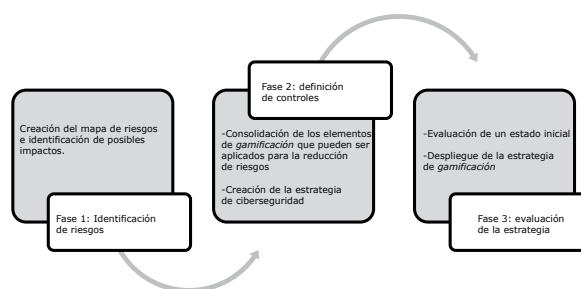 Creación del mapa de riesgos
e identificación de posibles
impactos.
Fase 1: Identificación
de riesgos
Fase 2: definición
de controles
-Consolidación de los elementos
de gamificación que pueden ser
aplicados para la reducción
de riesgos
-Creación de la estrategia
de ciberseguridad
-Evaluación de un estado inicial
-Despliegue de la estrategia
de gamificación
Fase 3: evaluación
de la estrategia